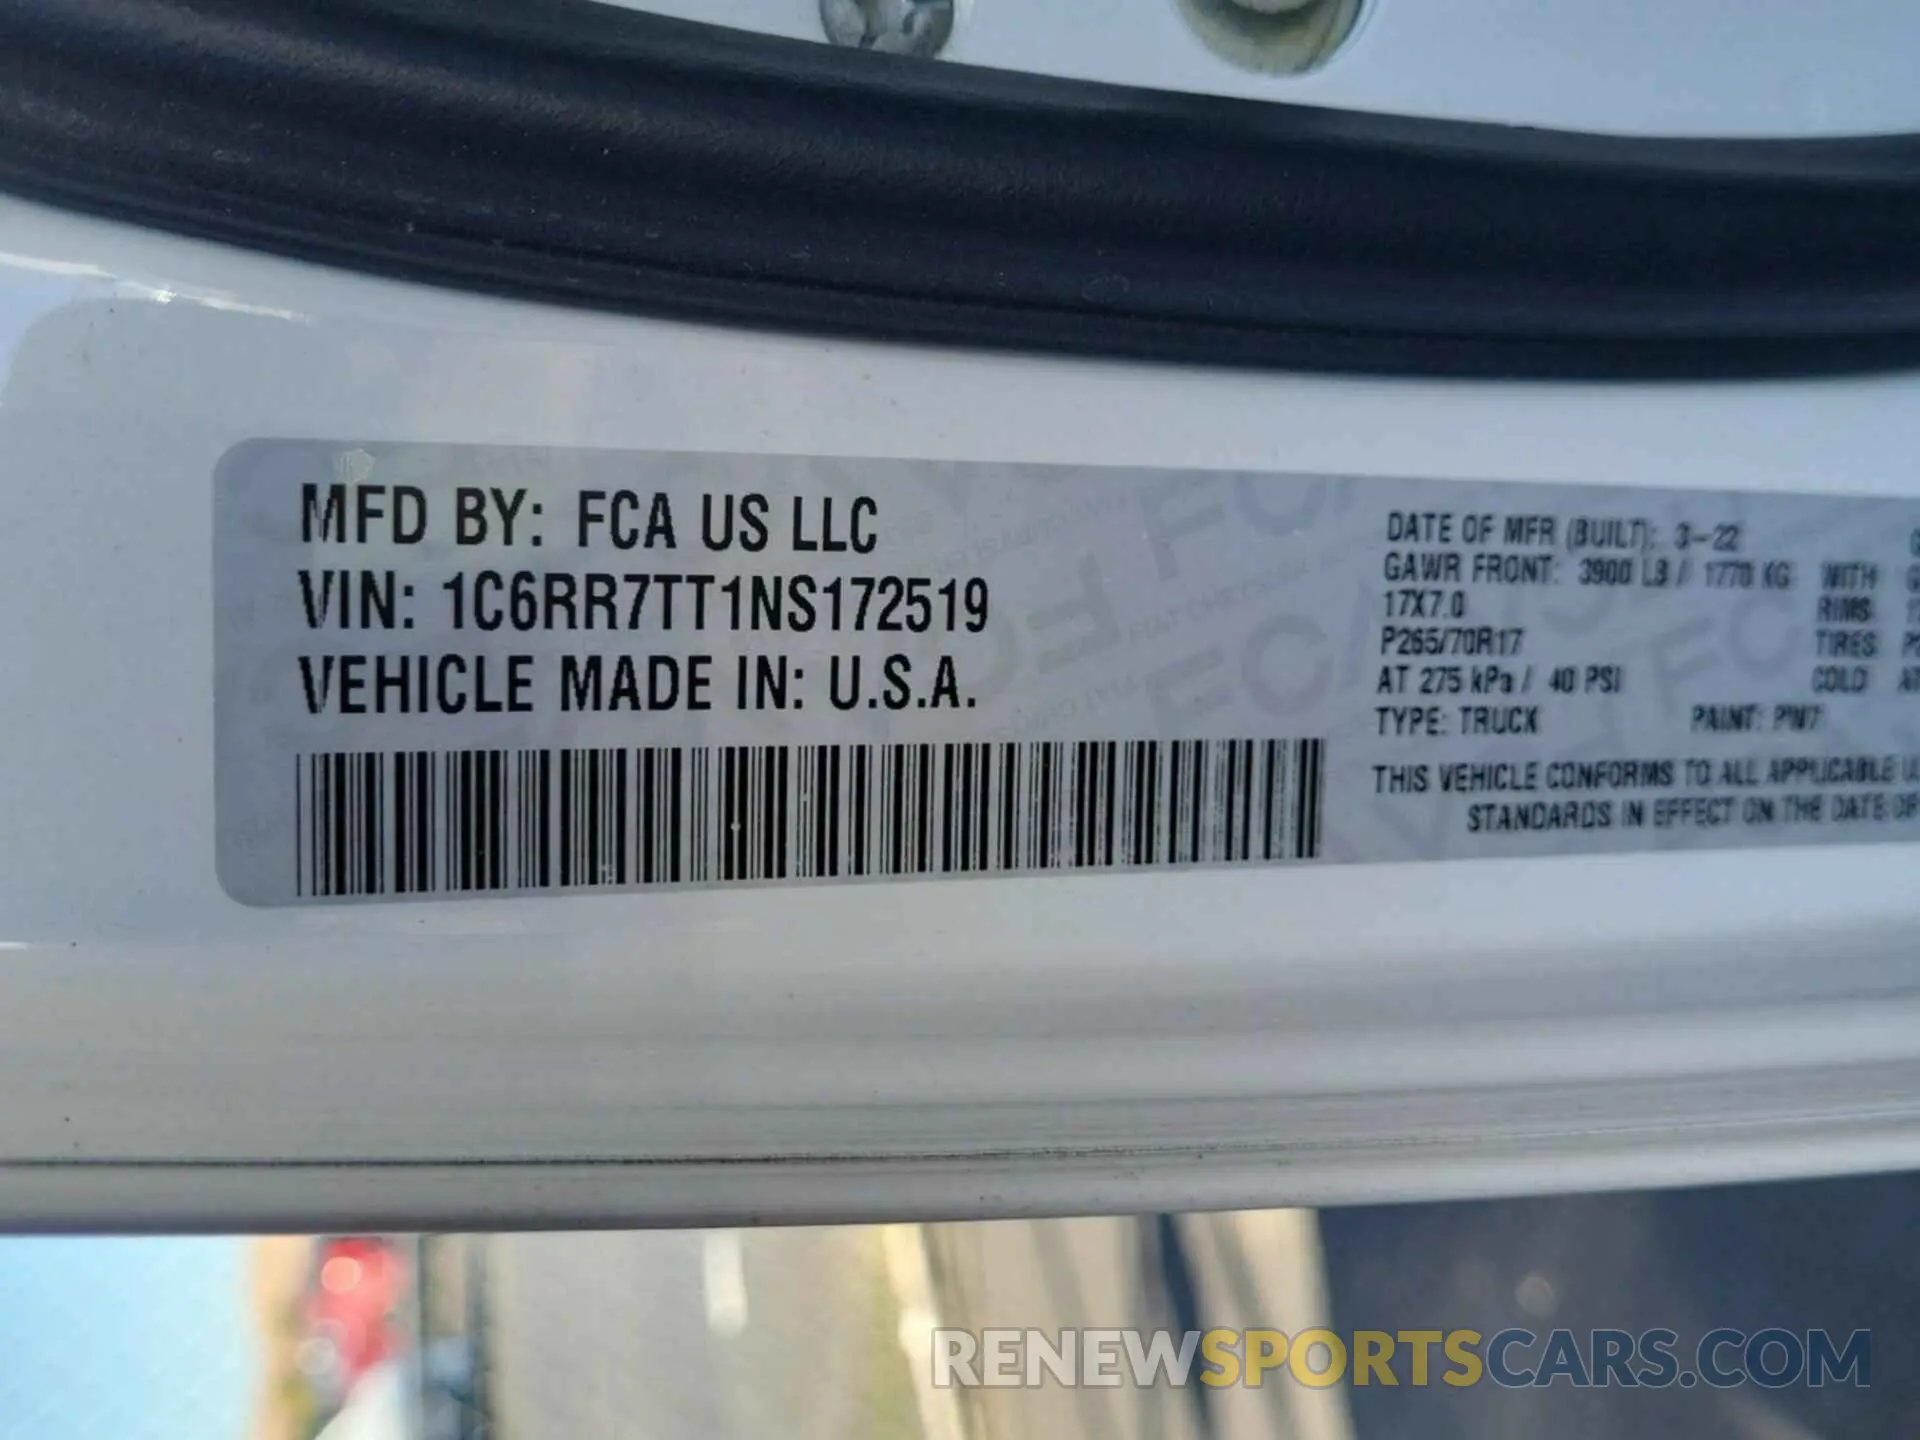 MFD BY: FCA US LLC
VIN: 1C6RR7TT1NS172519
VEHICLE MADE IN: U.S.A.
DATE OF MFR (BUILT): 3-22
GAWR FRONT: 3900 LB / 1770 KG WITH
17X7.0 RIMS
P265/70R17 TIRES
AT 275 kPa / 40 PSI COLD
TYPE: TRUCK PAINT: PW7
THIS VEHICLE CONFORMS TO ALL APPLICABLE
STANDARDS IN EFFECT ON THE DATE OF
RENEWSPORTSCARS.COM